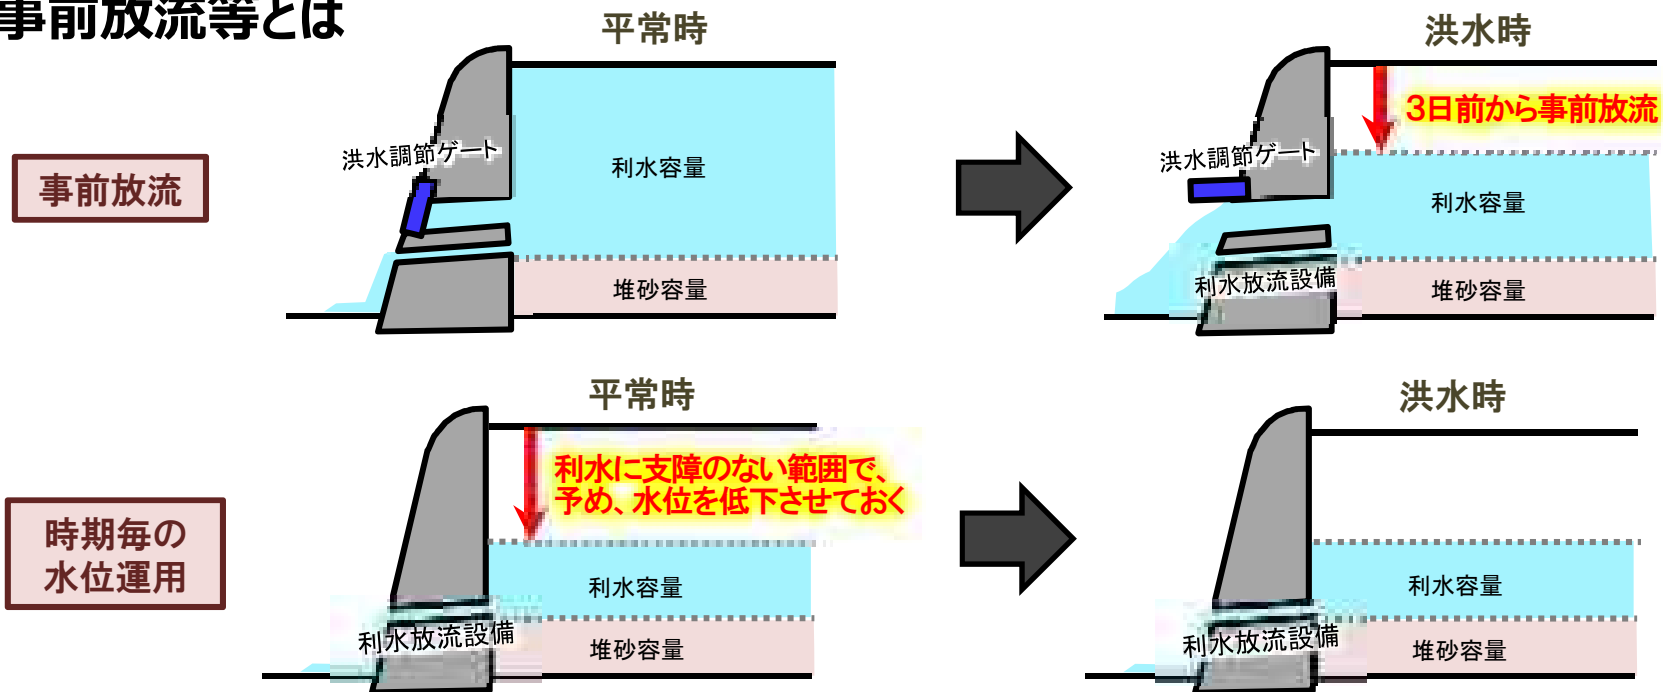 事前放流等とは
平常時
洪水時
3日前から事前放流
洪水調節ゲート
洪水調節ゲート
事前放流
利水容量
利水容量
利水放流設備
堆砂容量
堆砂容量
平常時
洪水時
利水に支障のない範囲で、
予め、水位を低下させておく
時期毎の
水位運用
利水容量
利水容量
利水放流設備
利水放流設備
堆砂容量
堆砂容量